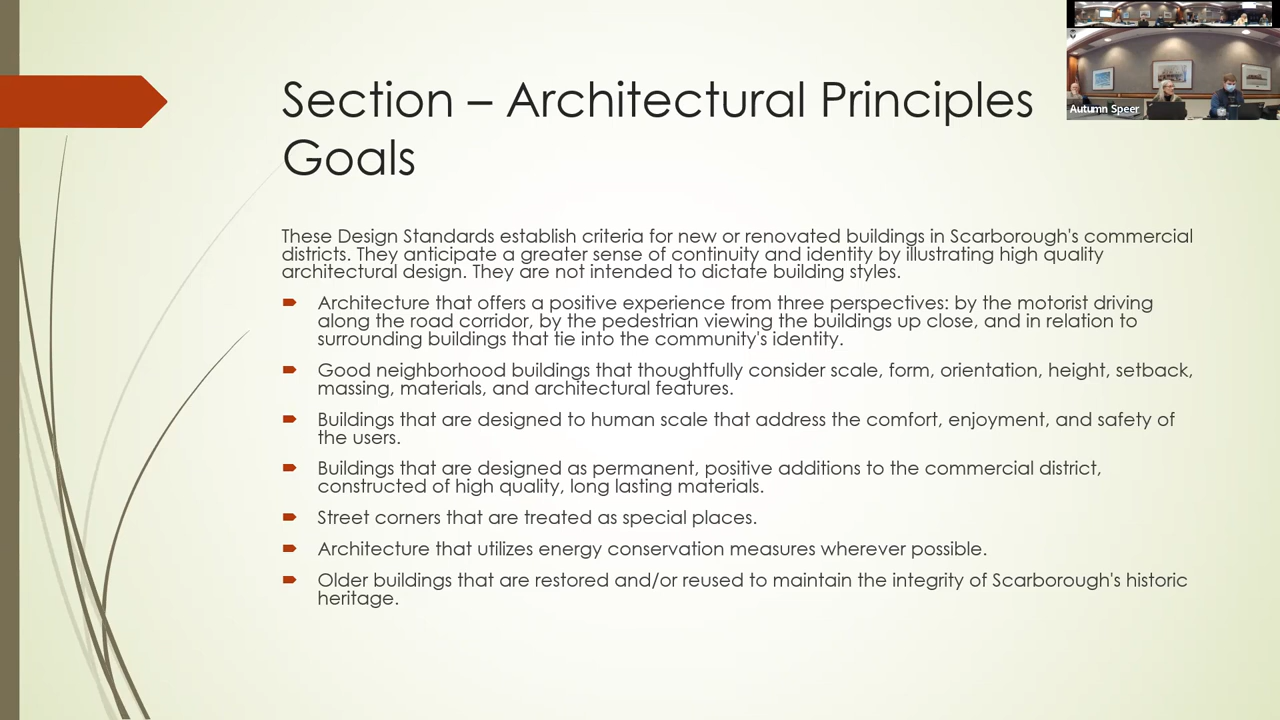 Section – Architectural Principles
Goals
Autumn Speer
These Design Standards establish criteria for new or renovated buildings in Scarborough's commercial
districts. They anticipate a greater sense of continuity and identity by illustrating high quality
architectural design. They are not intended to dictate building styles.
Architecture that offers a positive experience from three perspectives: by the motorist driving
along the road corridor, by the pedestrian viewing the buildings up close, and in relation to
surrounding buildings that tie into the community's identity.
Good neighborhood buildings that thoughtfully consider scale, form, orientation, height, setback,
massing, materials, and architectural features.
Buildings that are designed to human scale that address the comfort, enjoyment, and safety of
the users.
Buildings that are designed as permanent, positive additions to the commercial district,
constructed of high quality, long lasting materials.
Street corners that are treated as special places.
Architecture that utilizes energy conservation measures wherever possible.
Older buildings that are restored and/or reused to maintain the integrity of Scarborough's historic
heritage.